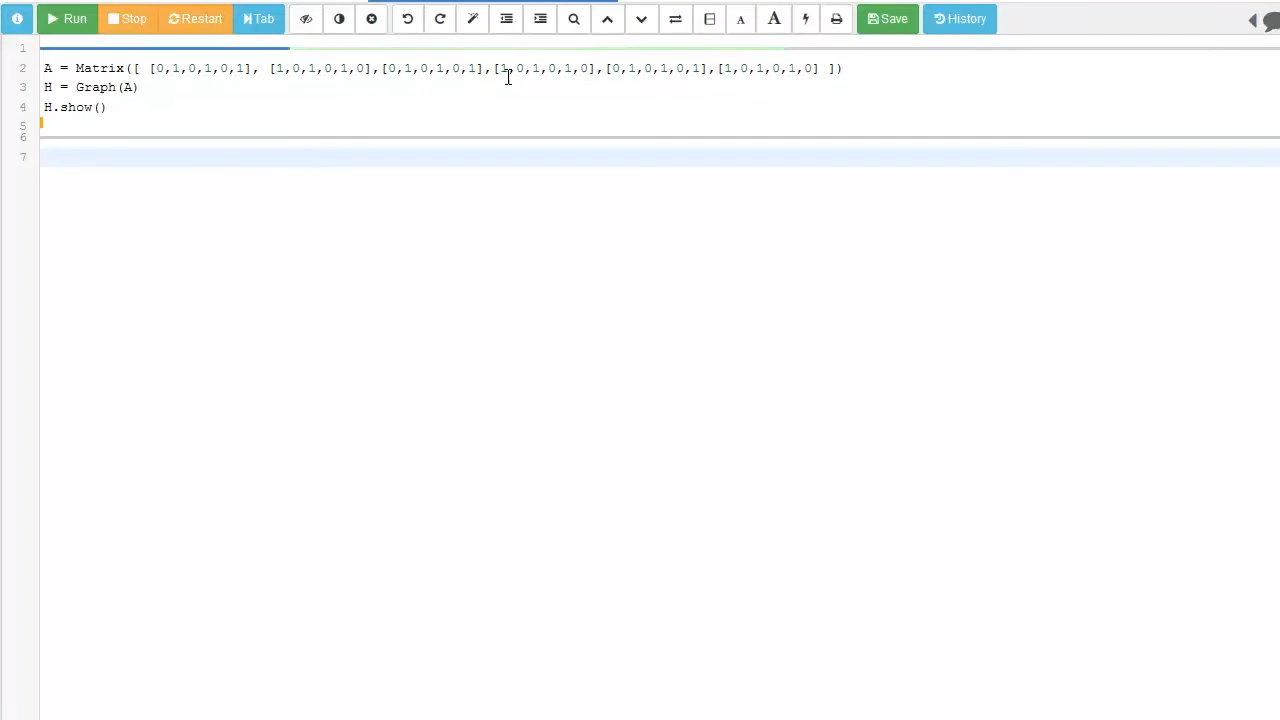 Run Stop Restart Tab A A Save History
1
2 A = Matrix([ [0,1,0,1,0,1], [1,0,1,0,1,0],[0,1,0,1,0,1],[1,0,1,0,1,0],[0,1,0,1,0,1],[1,0,1,0,1,0] ])
3 H = Graph(A)
4 H.show()
5
6
7